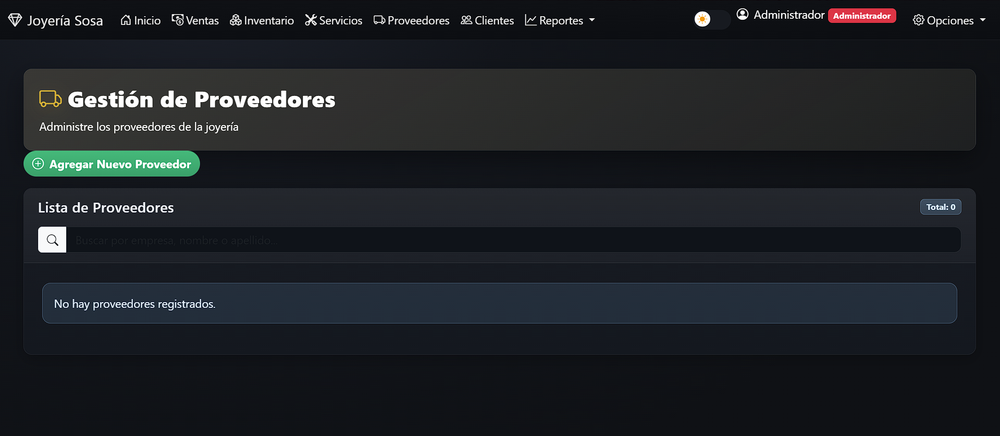 Joyería Sosa Inicio Ventas Inventario Servicios Proveedores Clientes Reportes Administrador Administrador Opciones
Gestión de Proveedores
Administre los proveedores de la joyería
Agregar Nuevo Proveedor
Lista de Proveedores Total: 0
Buscar por empresa, nombre o apellido...
No hay proveedores registrados.